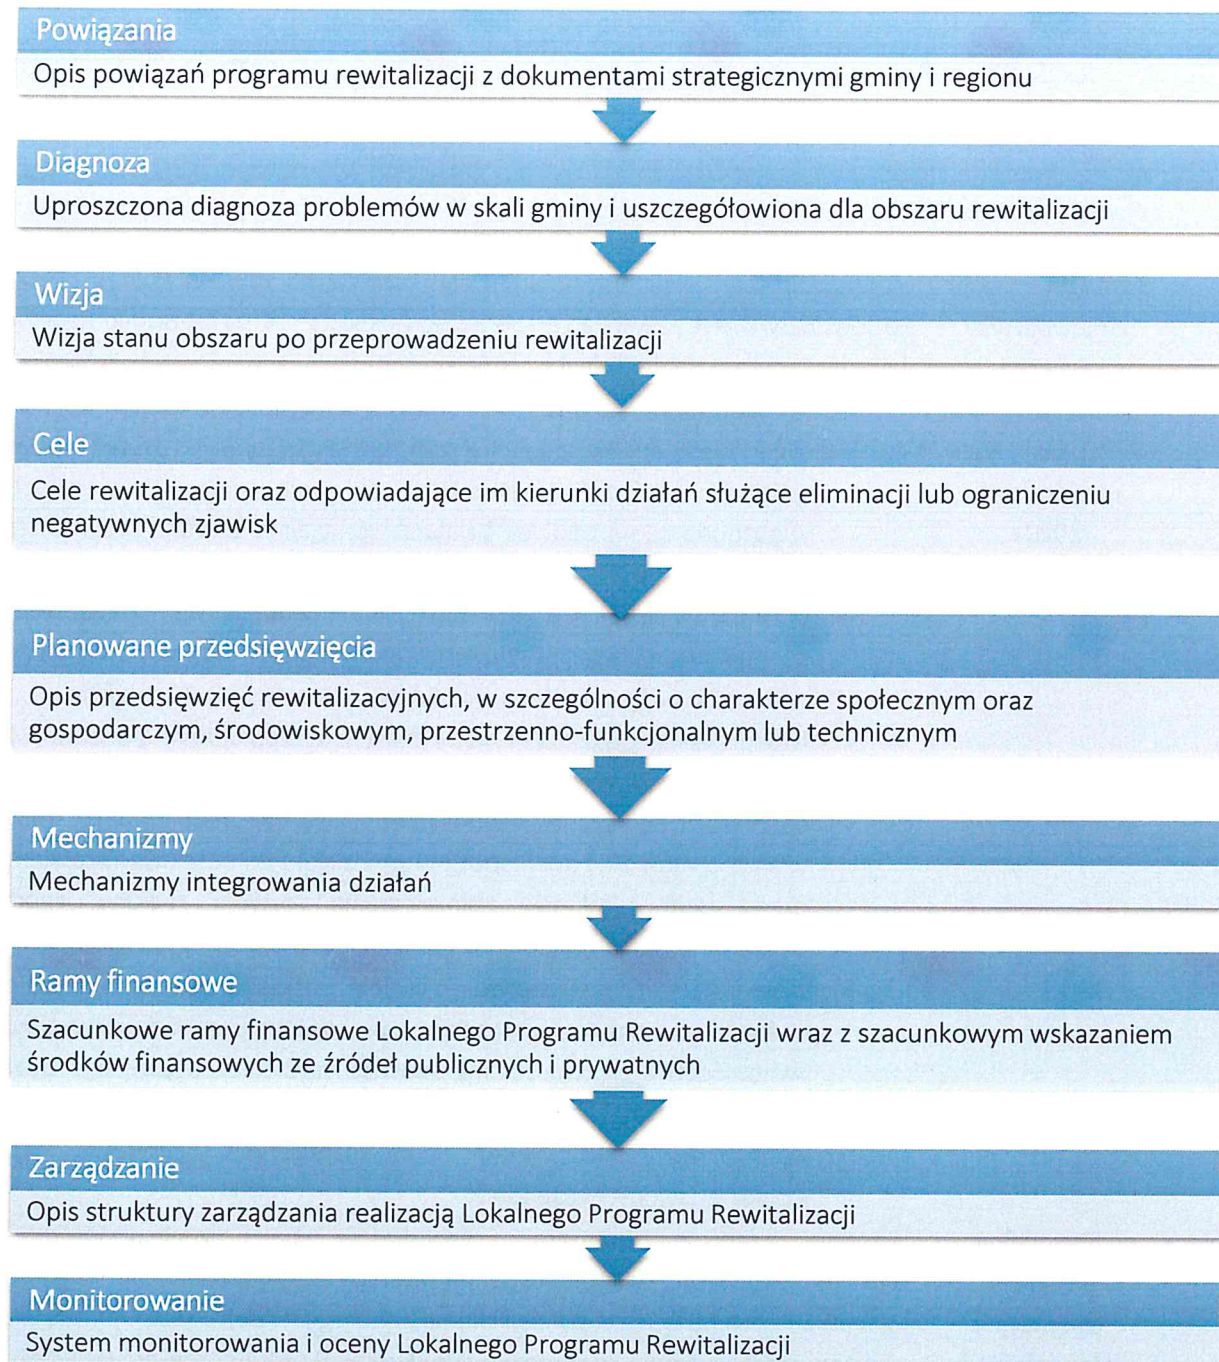 Powiązania
Opis powiązań programu rewitalizacji z dokumentami strategicznymi gminy i regionu
Diagnoza
Uproszczona diagnoza problemów w skali gminy i uszczegółowiona dla obszaru rewitalizacji
Wizja
Wizja stanu obszaru po przeprowadzeniu rewitalizacji
Cele
Cele rewitalizacji oraz odpowiadające im kierunki działań służące eliminacji lub ograniczeniu
negatywnych zjawisk
Planowane przedsięwzięcia
Opis przedsięwzięć rewitalizacyjnych, w szczególności o charakterze społecznym oraz
gospodarczym, środowiskowym, przestrzenno-funkcjonalnym lub technicznym
Mechanizmy
Mechanizmy integrowania działań
Ramy finansowe
Szacunkowe ramy finansowe Lokalnego Programu Rewitalizacji wraz z szacunkowym wskazaniem
środków finansowych ze źródeł publicznych i prywatnych
Zarządzanie
Opis struktury zarządzania realizacją Lokalnego Programu Rewitalizacji
Monitorowanie
System monitorowania i oceny Lokalnego Programu Rewitalizacji